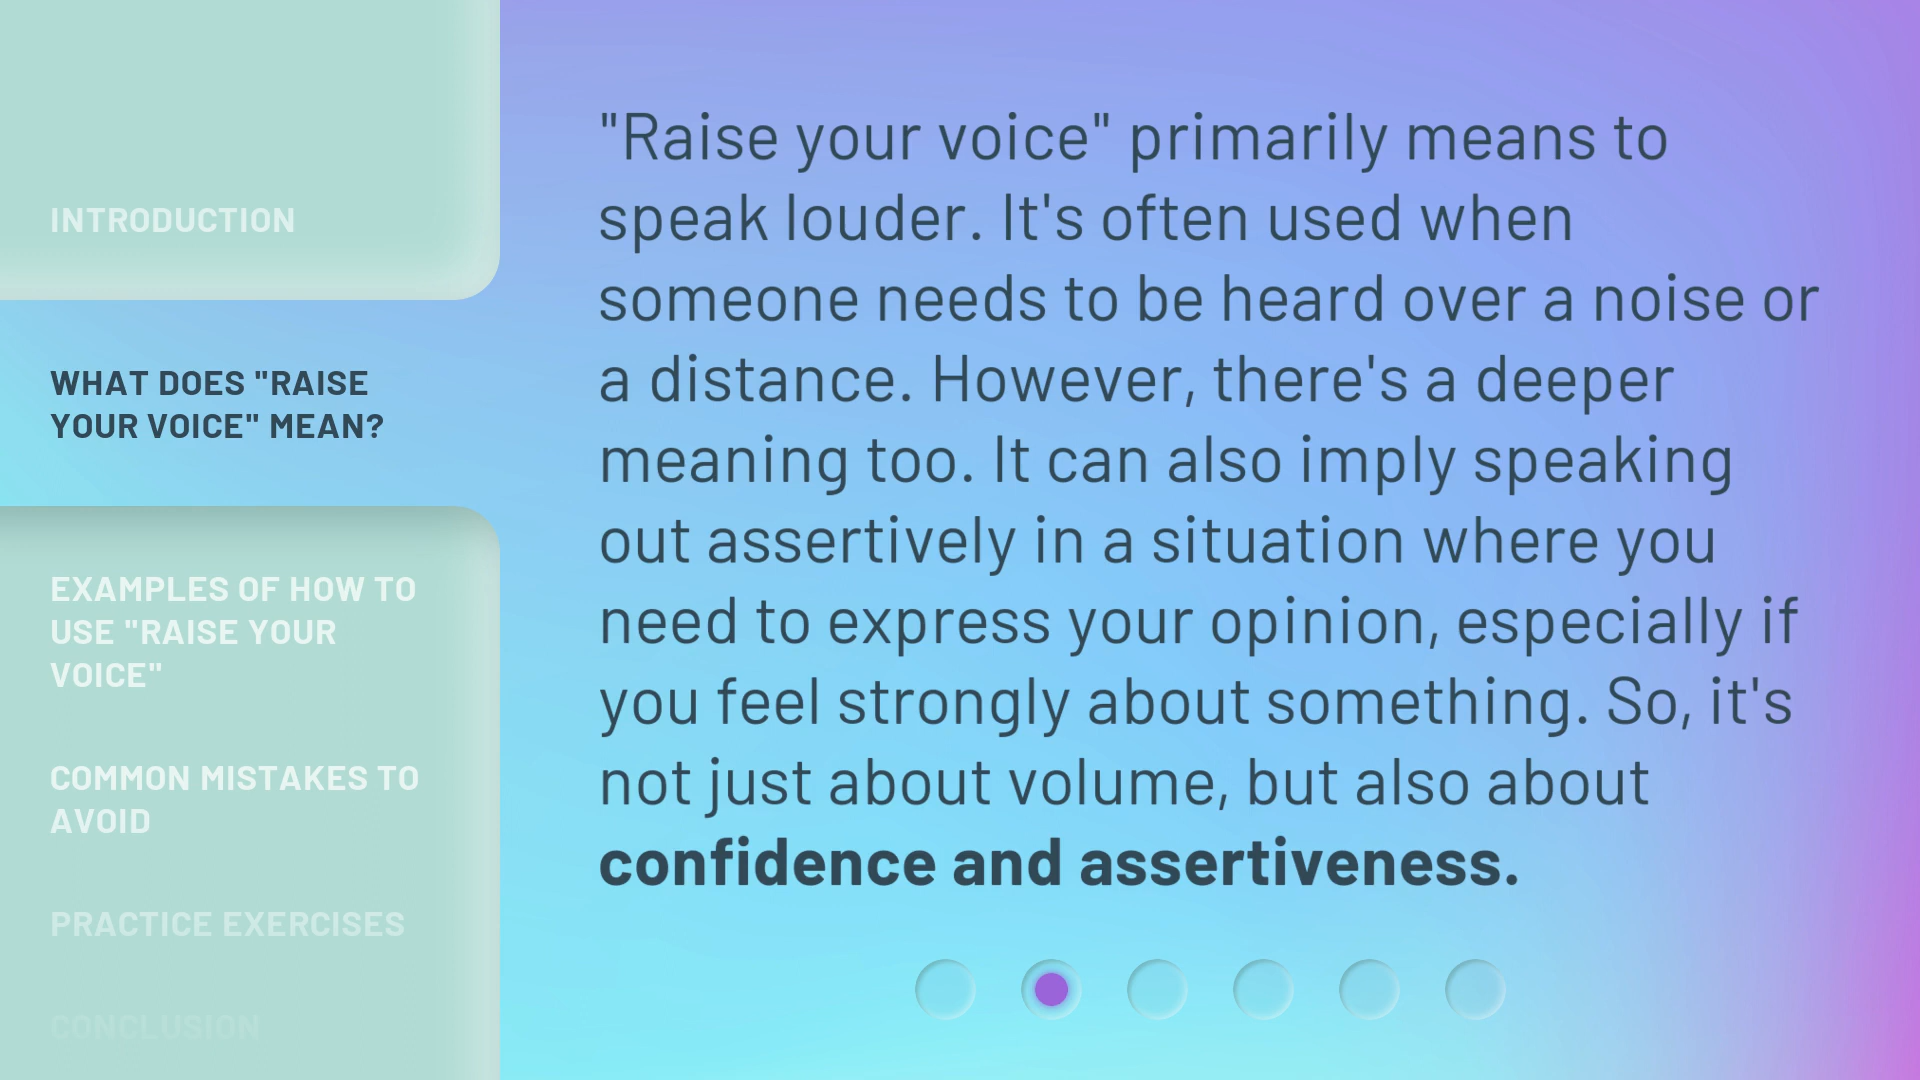 INTRODUCTION
WHAT DOES "RAISE
YOUR VOICE" MEAN?
EXAMPLES OF HOW TO
USE "RAISE YOUR
VOICE"
COMMON MISTAKES TO
AVOID
PRACTICE EXERCISES
CONCLUSION
"Raise your voice" primarily means to
speak louder. It's often used when
someone needs to be heard over a noise or
a distance. However, there's a deeper
meaning too. It can also imply speaking
out assertively in a situation where you
need to express your opinion, especially if
you feel strongly about something. So, it's
not just about volume, but also about
confidence and assertiveness.